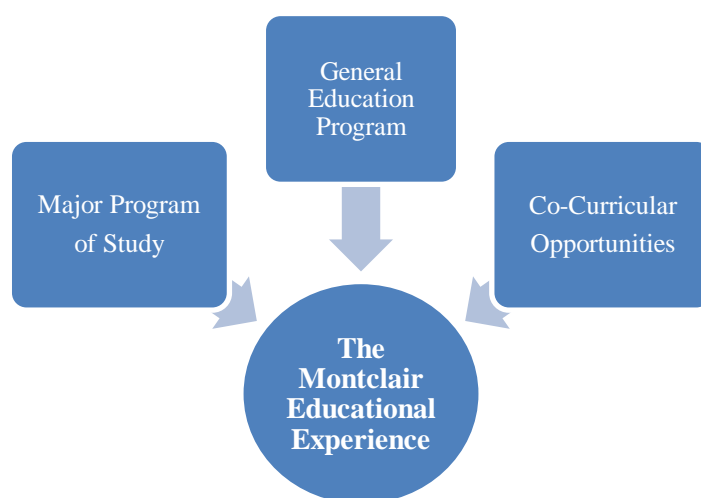 General
Education
Program
Major Program
of Study
Co-Curricular
Opportunities
The
Montclair
Educational
Experience